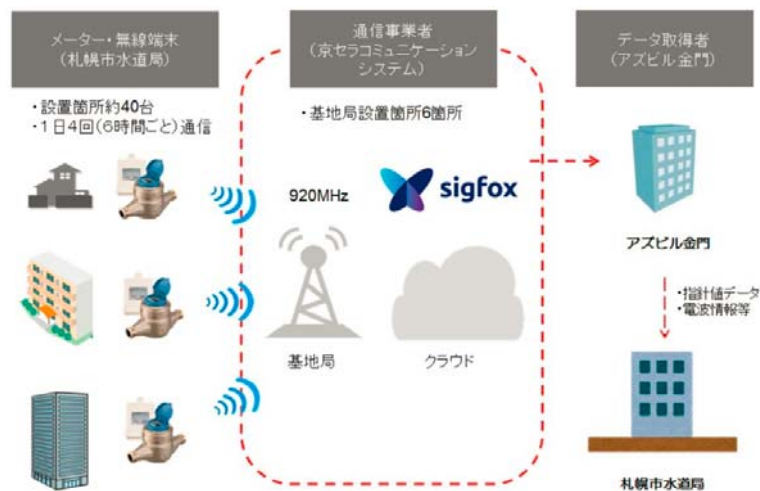 メーター・無線端末
(札幌市水道局)
・設置箇所約40台
・1日4回(6時間ごと)通信
通信事業者
(京セラコミュニケーション
システム)
・基地局設置箇所6箇所
920MHz
sigfox
基地局
クラウド
データ取得者
(アズビル金門)
アズビル金門
・指針値データ
・電波情報等
札幌市水道局